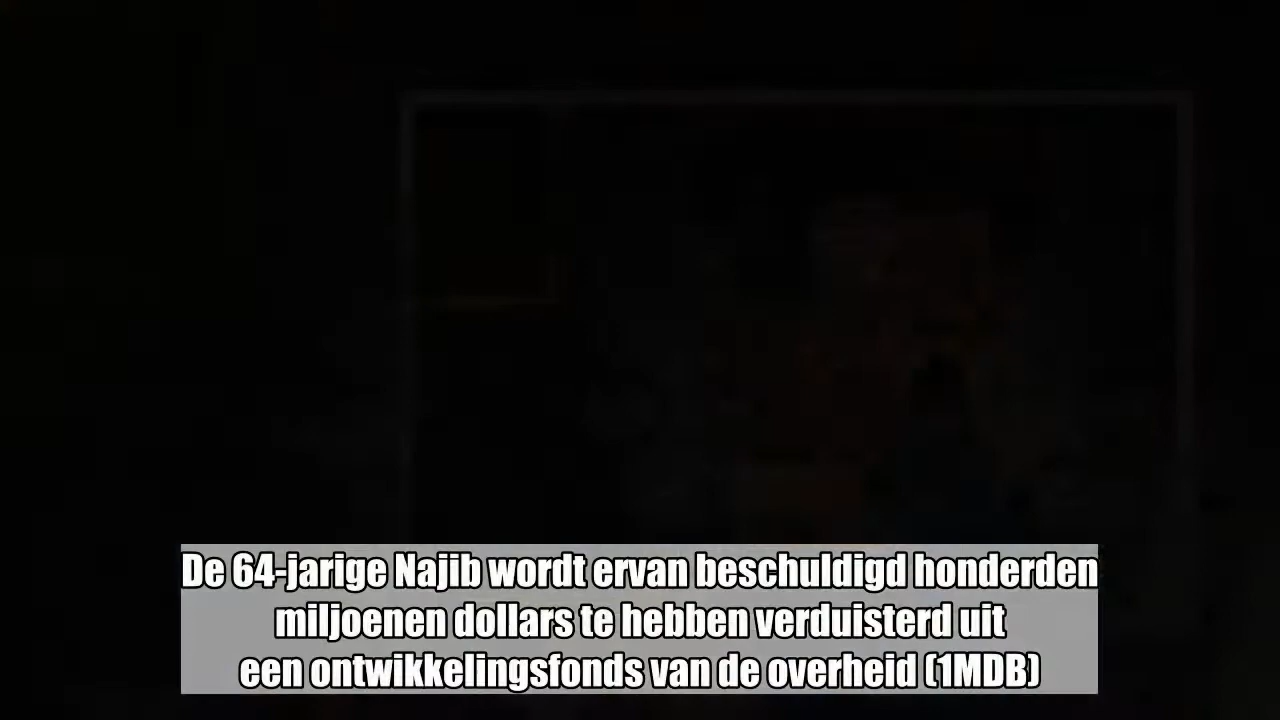 De 64-jarige Najib wordt ervan beschuldigd honderden
miljoenen dollars te hebben verduisterd uit
een ontwikkelingsfonds van de overheid (1MDB)